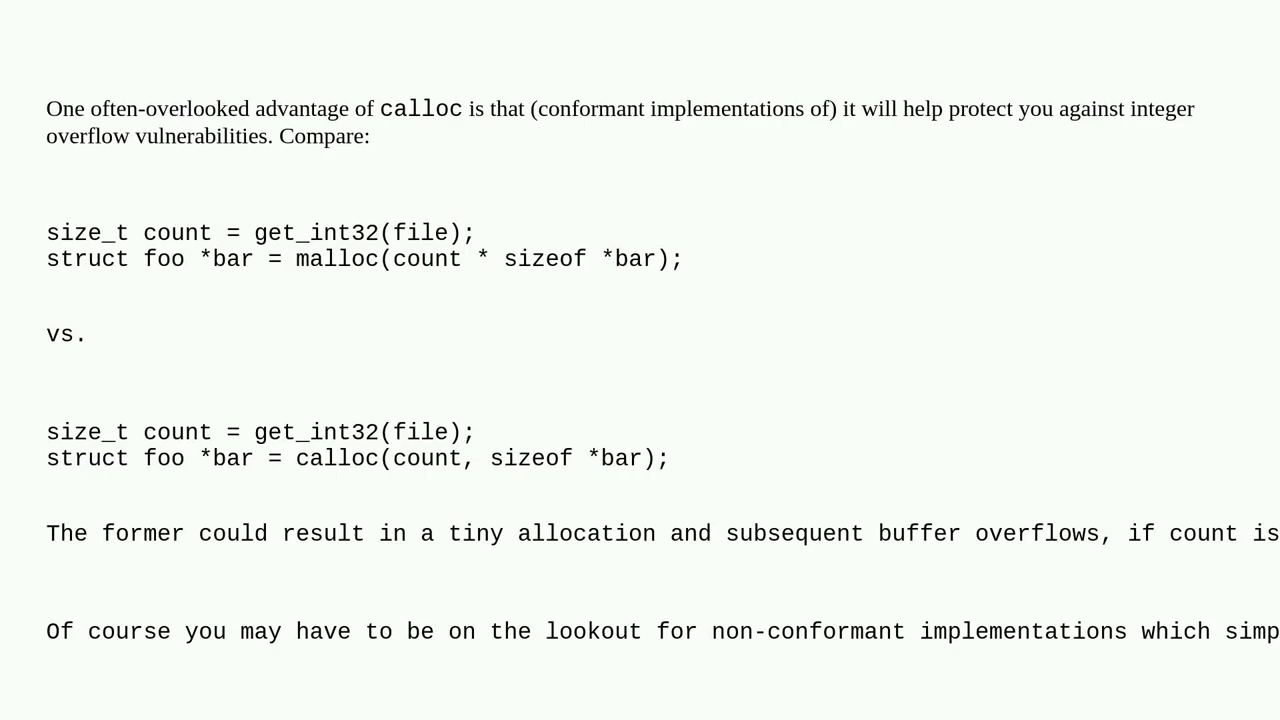 One often-overlooked advantage of calloc is that (conformant implementations of) it will help protect you against integer
overflow vulnerabilities. Compare:
size_t count = get_int32(file);
struct foo *bar = malloc(count * sizeof *bar);
vs.
size_t count = get_int32(file);
struct foo *bar = calloc(count, sizeof *bar);
The former could result in a tiny allocation and subsequent buffer overflows, if count is
Of course you may have to be on the lookout for non-conformant implementations which simp